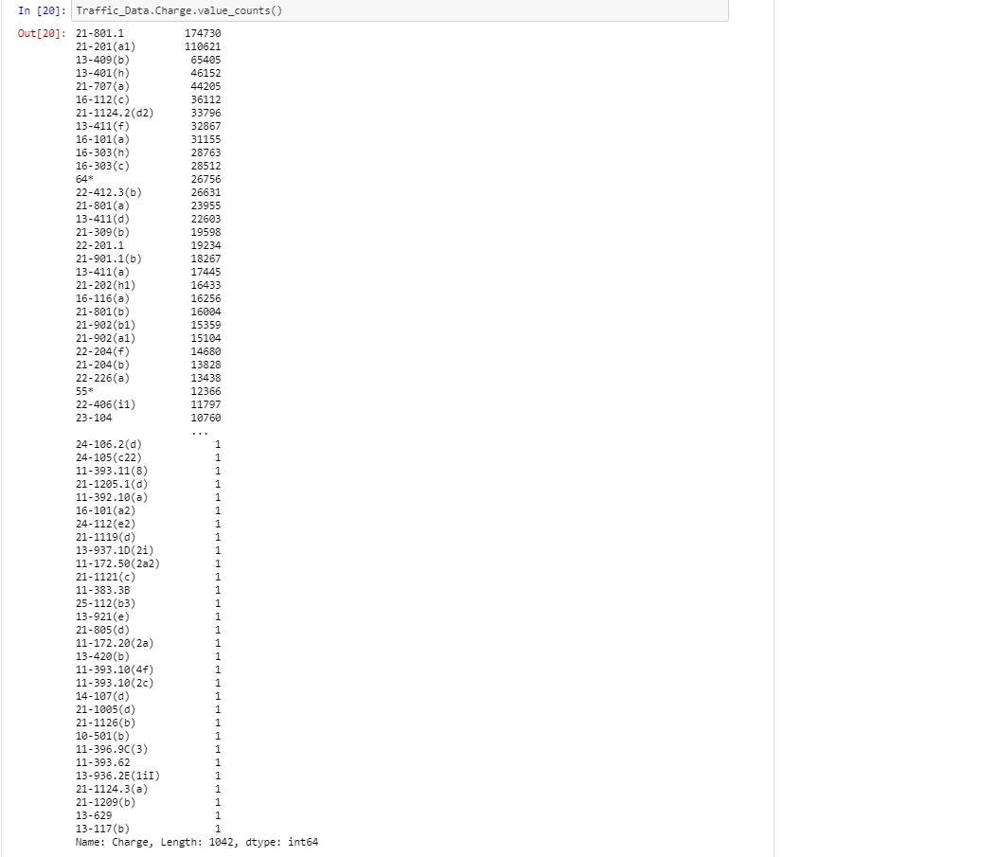 In [20]: Traffic_Data.Charge.value_counts()
Out[20]: 21-801.1 174730
21-201(a1) 110621
13-409(b) 65405
13-401(h) 46152
21-707(a) 44205
16-112(c) 36112
21-1124.2(d2) 33796
13-411(f) 32867
16-101(a) 31155
16-303(h) 28763
16-303(c) 28512
64* 26756
22-412.3(b) 26631
21-801(a) 23955
13-411(d) 22603
21-309(b) 19598
22-201.1 19234
21-901.1(b) 18267
13-411(a) 17445
21-202(h1) 16433
16-116(a) 16256
21-801(b) 16004
21-902(b1) 15359
21-902(a1) 15104
22-204(f) 14680
21-204(b) 13828
22-226(a) 13438
55* 12366
22-406(i1) 11797
23-104 10760
...
24-106.2(d) 1
24-105(c22) 1
11-393.11(8) 1
21-1205.1(d) 1
11-392.10(a) 1
16-101(a2) 1
24-112(e2) 1
21-1119(d) 1
13-937.1D(2i) 1
11-172.50(2a2) 1
21-1121(c) 1
11-383.3B 1
25-112(b3) 1
13-921(e) 1
21-805(d) 1
11-172.20(2a) 1
13-420(b) 1
11-393.10(4f) 1
11-393.10(2c) 1
14-107(d) 1
21-1005(d) 1
21-1126(b) 1
10-501(b) 1
11-396.9C(3) 1
11-393.62 1
13-936.2E(1iI) 1
21-1124.3(a) 1
21-1209(b) 1
13-629 1
13-117(b) 1
Name: Charge, Length: 1042, dtype: int64